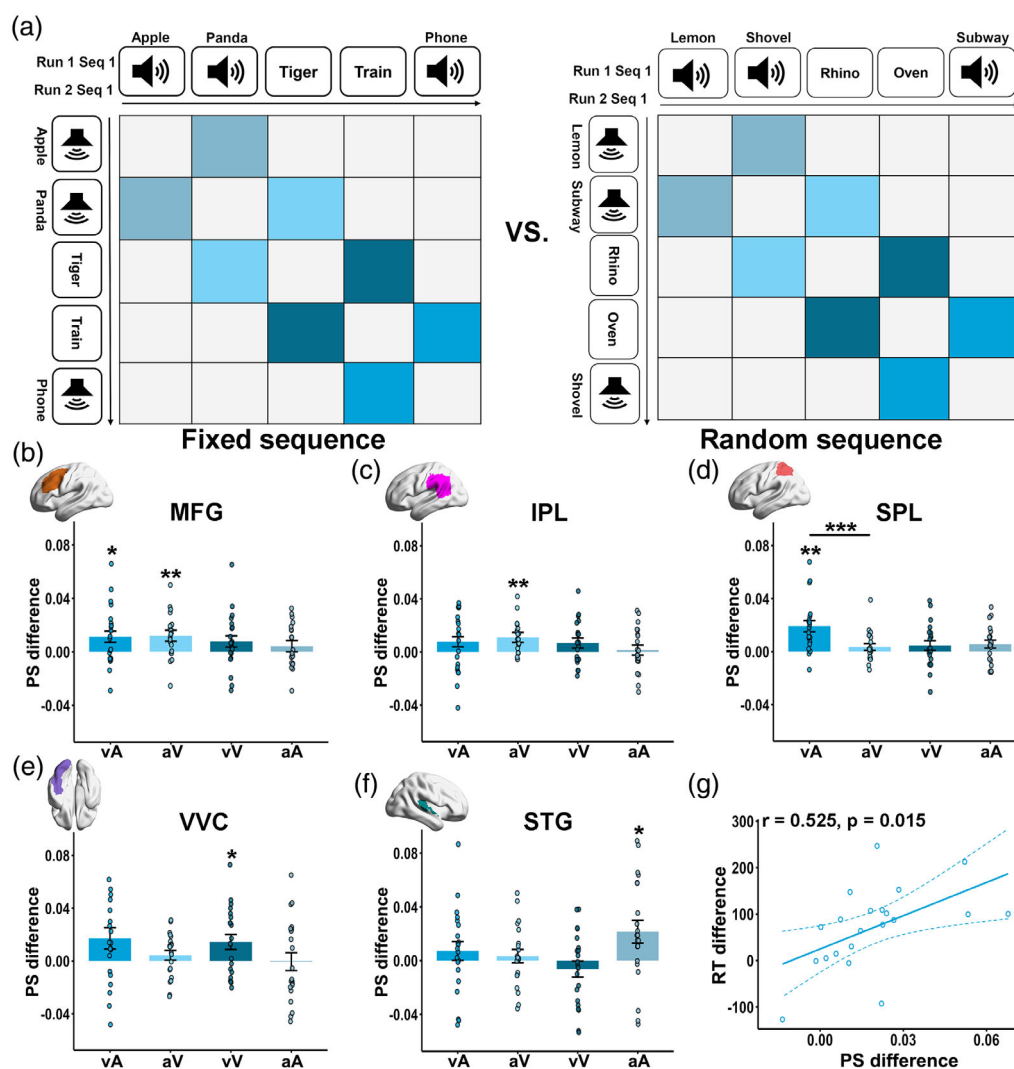 (a)
Apple Panda Phone
Run 1 Seq 1
Tiger Train
Run 2 Seq 1
Apple
Panda
Tiger
Train
Phone
Fixed sequence
VS.
Lemon Shovel Subway
Run 1 Seq 1
Rhino Oven
Run 2 Seq 1
Lemon
Subway
Rhino
Oven
Shovel
Random sequence
(b)
MFG
PS difference
0.08
0.04
0.00
-0.04
*
**
vA aV vV aA
(c)
IPL
PS difference
0.08
0.04
0.00
-0.04
**
vA aV vV aA
(d)
SPL
PS difference
0.08
0.04
0.00
-0.04
**
***
vA aV vV aA
(e)
VVC
PS difference
0.08
0.04
0.00
-0.04
*
vA aV vV aA
(f)
STG
PS difference
0.08
0.04
0.00
-0.04
*
vA aV vV aA
(g)
r = 0.525, p = 0.015
RT difference
300
200
100
0.00
-100
0.00 0.03 0.06
PS difference